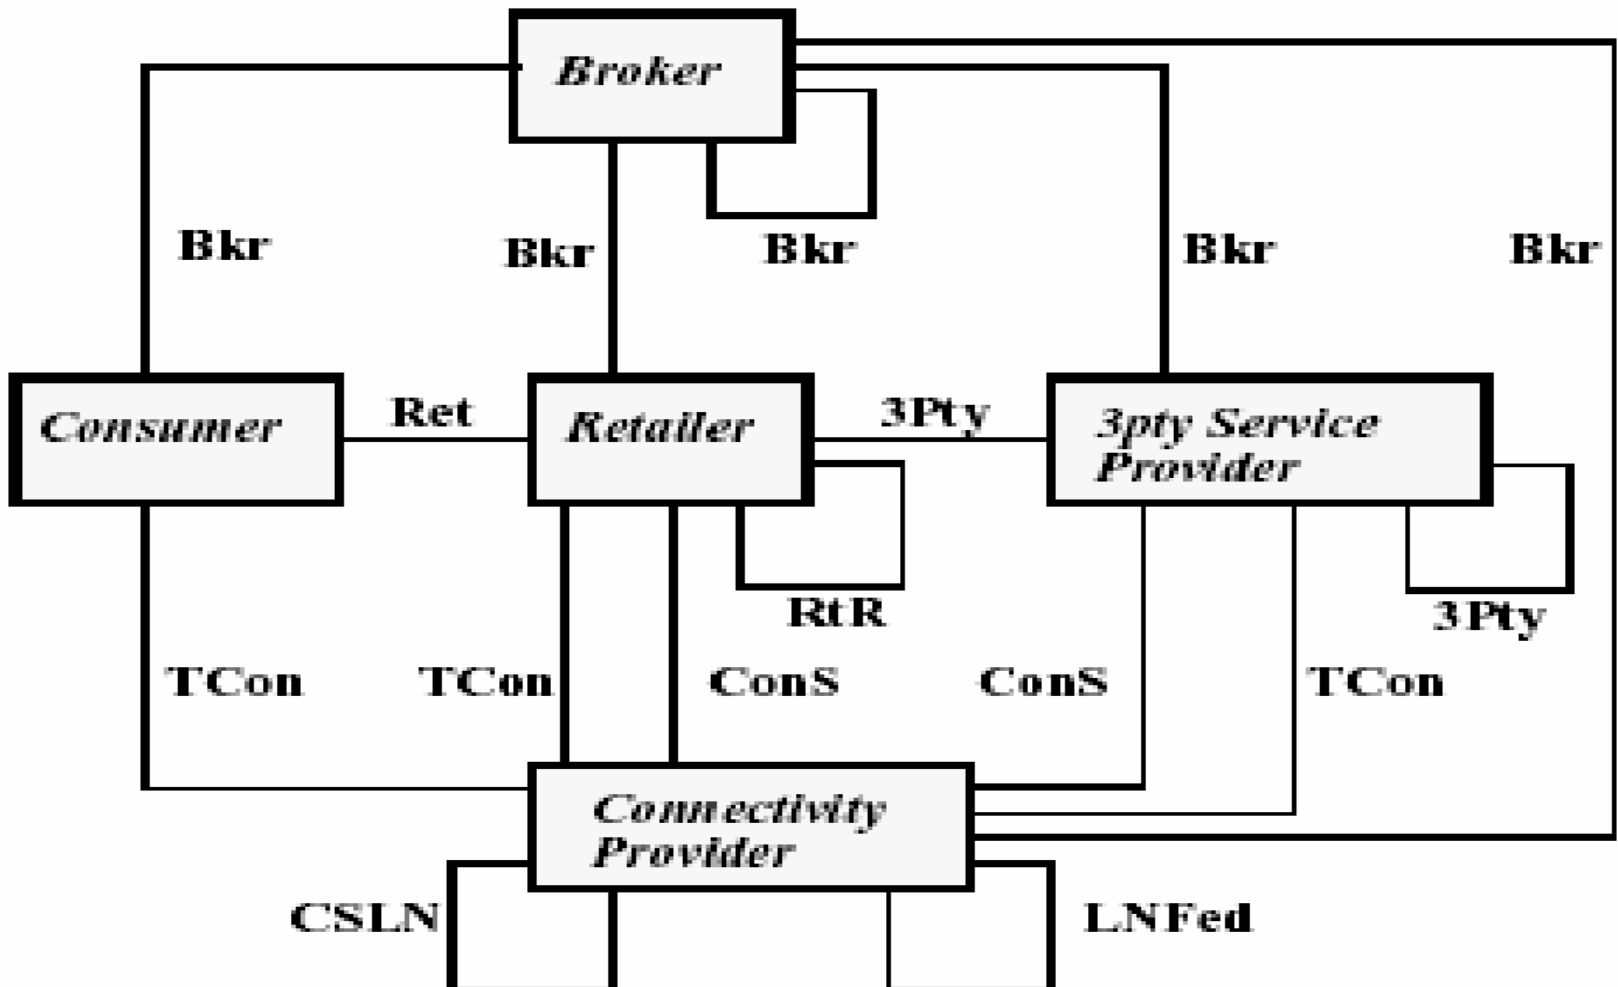 Broker
Bkr
Bkr
Bkr
Bkr
Bkr
Consumer
Ret
Retailer
3Pty
3pty Service
Provider
RtR
3Pty
TCon
TCon
ConS
ConS
TCon
Connectivity
Provider
CSLN
LNFed